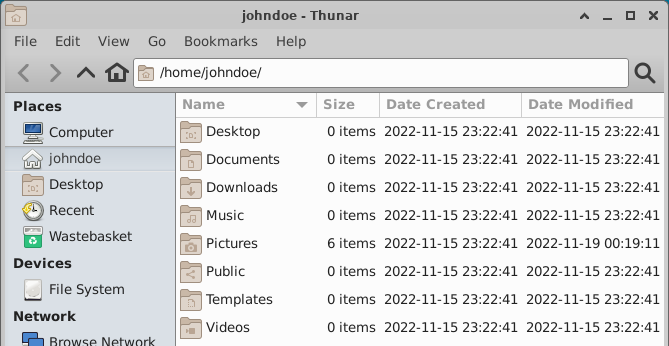 johndoe - Thunar
File Edit View Go Bookmarks Help
/home/johndoe/
Places
Computer
johndoe
Desktop
Recent
Wastebasket
Devices
File System
Network
Browse Network
Name Size Date Created Date Modified
Desktop 0 items 2022-11-15 23:22:41 2022-11-15 23:22:41
Documents 0 items 2022-11-15 23:22:41 2022-11-15 23:22:41
Downloads 0 items 2022-11-15 23:22:41 2022-11-15 23:22:41
Music 0 items 2022-11-15 23:22:41 2022-11-15 23:22:41
Pictures 6 items 2022-11-15 23:22:41 2022-11-19 00:19:11
Public 0 items 2022-11-15 23:22:41 2022-11-15 23:22:41
Templates 0 items 2022-11-15 23:22:41 2022-11-15 23:22:41
Videos 0 items 2022-11-15 23:22:41 2022-11-15 23:22:41